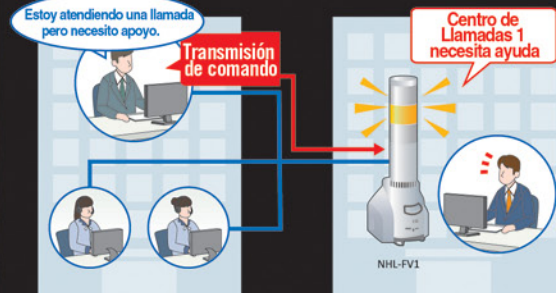 Estoy atendiendo una llamada
pero necesito apoyo.
Transmisión
de comando
Centro de
Llamadas 1
necesita ayuda
NHL-FV1